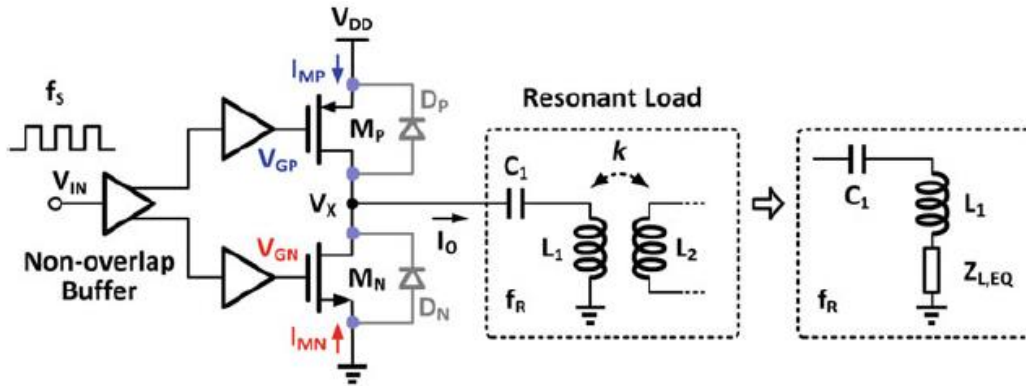 V_DD
I_MP
f_S
D_P
Resonant Load
M_P
k
V_GP
C_1
V_IN
V_X
C_1
L_1
I_O
V_GN
L_1
L_2
M_N
Non-overlap
Buffer
Z_L,EQ
D_N
f_R
f_R
I_MN